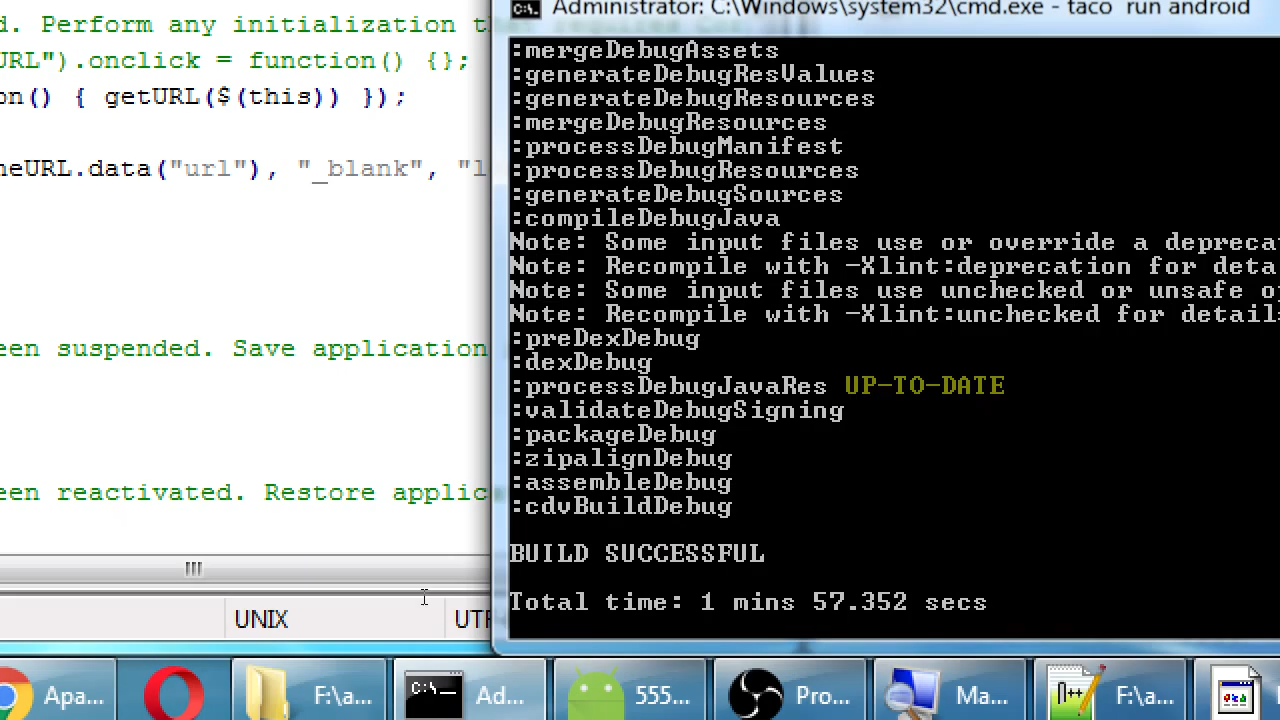 d. Perform any initialization th
URL").onclick = function() {};
on() { getURL($(this)) });
neURL.data("url"), "_blank", "l
een suspended. Save application
een reactivated. Restore applic
UNIX
UTF
Administrator: C:\Windows\system32\cmd.exe - taco run android
:mergeDebugAssets
:generateDebugResValues
:generateDebugResources
:mergeDebugResources
:processDebugManifest
:processDebugResources
:generateDebugSources
:compileDebugJava
Note: Some input files use or override a depreca
Note: Recompile with -Xlint:deprecation for deta
Note: Some input files use unchecked or unsafe o
Note: Recompile with -Xlint:unchecked for detail
:preDexDebug
:dexDebug
:processDebugJavaRes UP-TO-DATE
:validateDebugSigning
:packageDebug
:zipalignDebug
:assembleDebug
:cdvBuildDebug
BUILD SUCCESSFUL
Total time: 1 mins 57.352 secs
Apa...
F:\a...
C:\
Ad...
555...
Pro...
Ma...
F:\a...